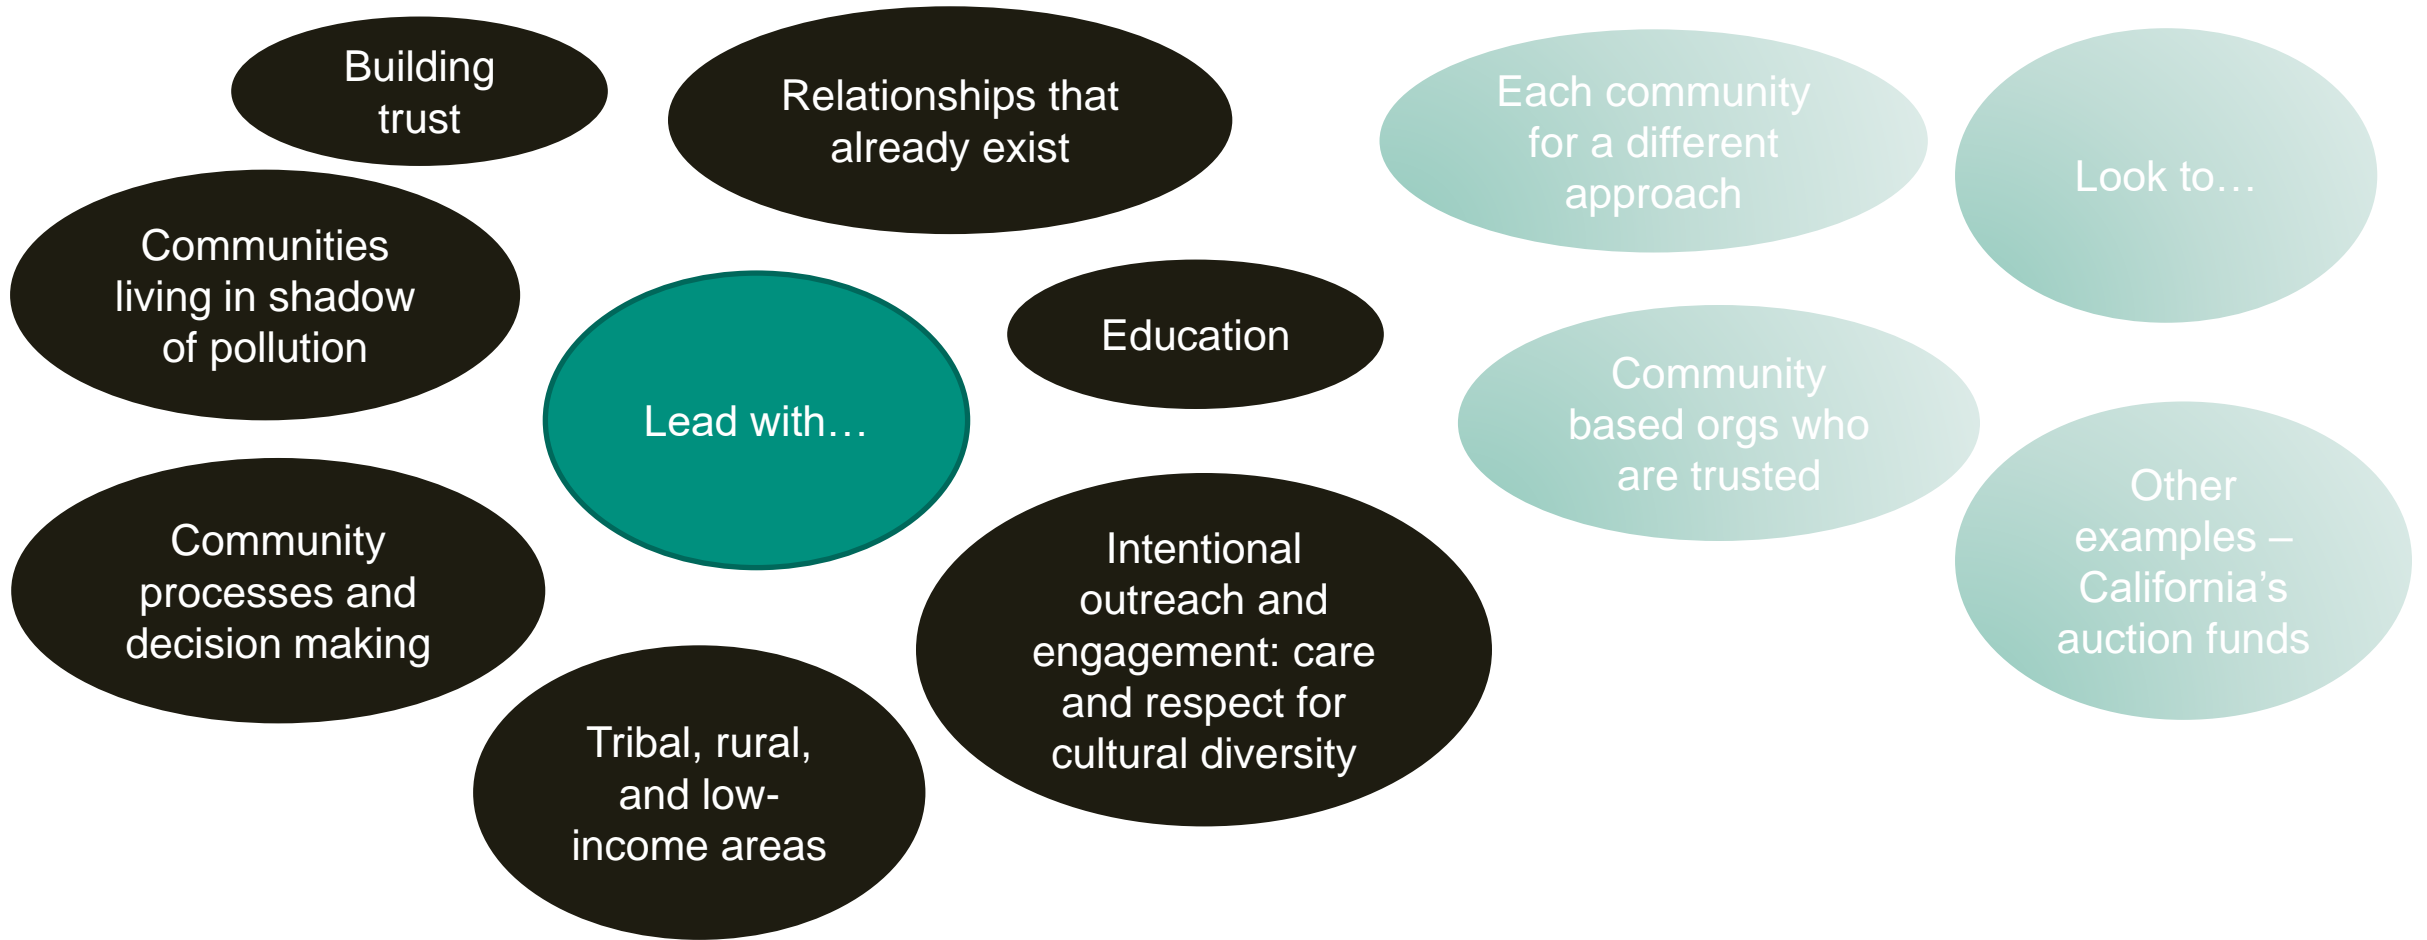 Building
trust
Relationships that
already exist
Communities
living in shadow
of pollution
Lead with…
Education
Community
processes and
decision making
Intentional
outreach and
engagement: care
and respect for
cultural diversity
Tribal, rural,
and low-
income areas
Each community
for a different
approach
Look to…
Community
based orgs who
are trusted
Other
examples –
California’s
auction funds